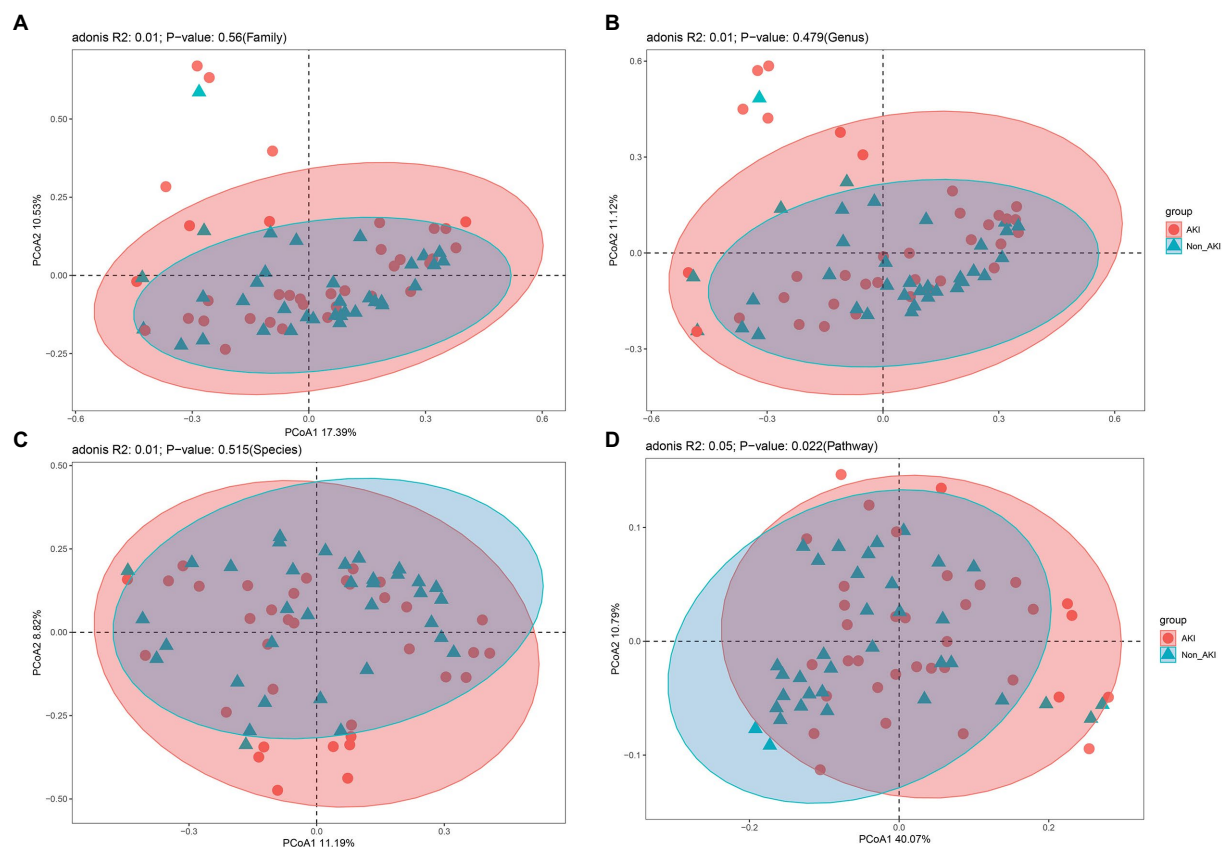 A
adonis R2: 0.01; P−value: 0.56(Family)
PCoA2 10.53%
0.50
0.25
0.00
−0.25
−0.6
−0.3
0.0
0.3
0.6
PCoA1 17.39%
B
adonis R2: 0.01; P−value: 0.479(Genus)
PCoA2 11.12%
0.6
0.3
0.0
−0.3
−0.6
−0.3
0.0
0.3
0.6
PCoA1 17.39%
group
AKI
Non_AKI
C
adonis R2: 0.01; P−value: 0.515(Species)
PCoA2 8.82%
0.50
0.25
0.00
−0.25
−0.50
−0.3
0.0
0.3
PCoA1 11.19%
D
adonis R2: 0.05; P−value: 0.022(Pathway)
PCoA2 10.79%
0.1
0.0
−0.1
−0.2
0.0
0.2
PCoA1 40.07%
group
AKI
Non_AKI